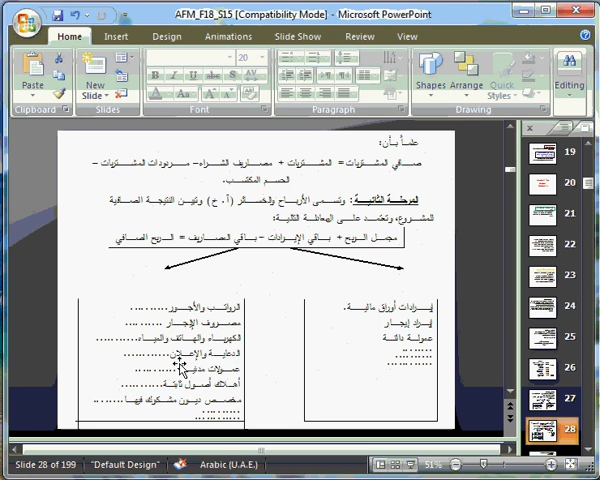 AFM_F18_S15 [Compatibility Mode] - Microsoft PowerPoint
Home Insert Design Animations Slide Show Review View
Paste
New Slide
20
Shapes Arrange Quick Styles
Editing
Clipboard Slides Font Paragraph Drawing
علماً بأن:
صافي المشتريات = المشتريات + مصاريف الشراء – مردودات المشتريات –
الخصم المكتسب.
المرحلة الثانية: وتسمى الأرباح والخسائر (أ . خ) وتبين النتيجة الصافية
للمشروع، وتعتمد على المعادلة التالية:
مجمل الربح + باقي الإيرادات – باقي المصاريف = الربح الصافي
إيرادات أوراق مالية.
إيراد إيجار
عمولة دائنة
..........
..........
..........
الرواتب والأجور..........
مصروف الإيجار ..........
الكهرباء والهاتف والمياه..........
الدعاية والإعلان..........
عمولات مدينة..........
أهلاك أصول ثابتة..........
مخصص ديون مشكوك فيها..........
..........
..........
19
20
21
22
23
24
25
26
27
28
Slide 28 of 199 "Default Design" Arabic (U.A.E.) 51%